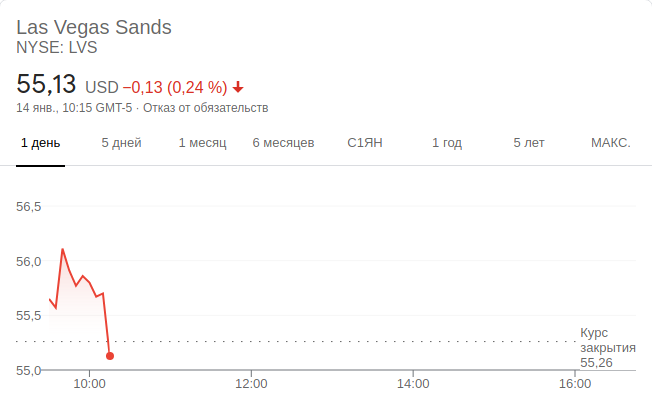 Las Vegas Sands
NYSE: LVS
55,13 USD −0,13 (0,24 %)
14 янв., 10:15 GMT-5 · Отказ от обязательств
1 день 5 дней 1 месяц 6 месяцев С1ЯН 1 год 5 лет МАКС.
56,5
56,0
55,5
Курс
закрытия
55,26
55,0
10:00 12:00 14:00 16:00